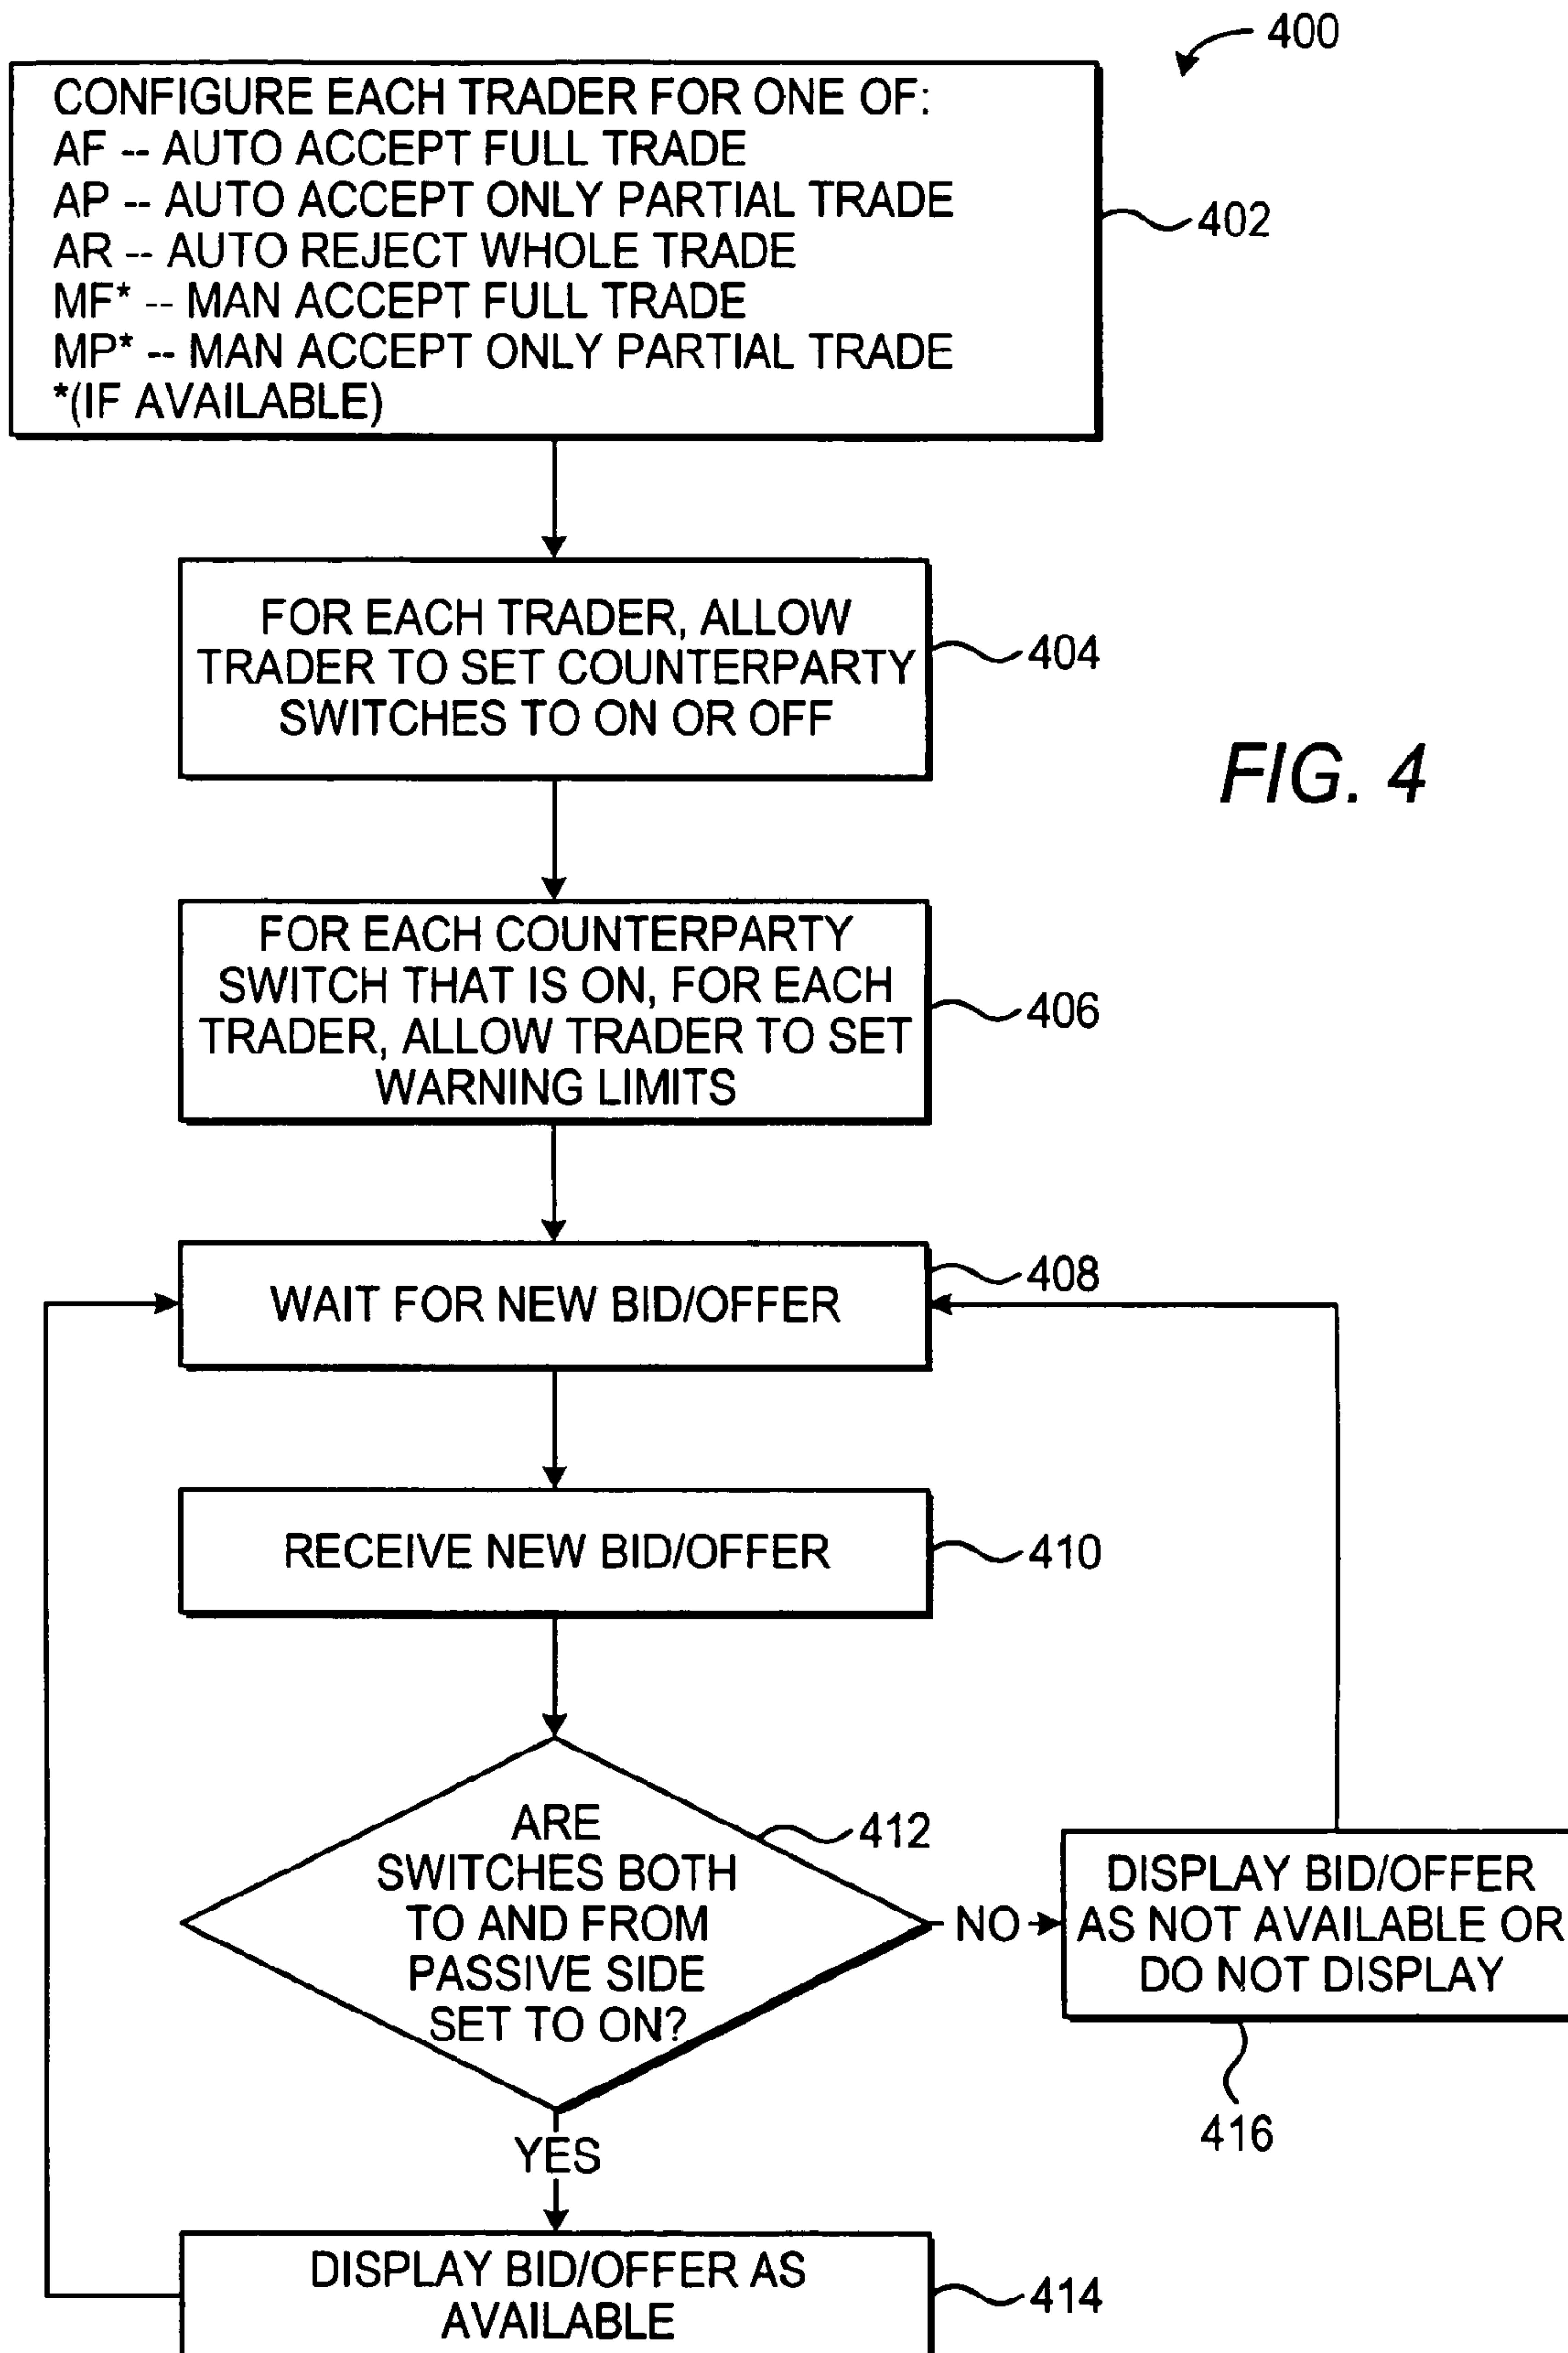 400
CONFIGURE EACH TRADER FOR ONE OF:
AF -- AUTO ACCEPT FULL TRADE
AP -- AUTO ACCEPT ONLY PARTIAL TRADE
AR -- AUTO REJECT WHOLE TRADE
MF* -- MAN ACCEPT FULL TRADE
MP* -- MAN ACCEPT ONLY PARTIAL TRADE
*(IF AVAILABLE)
402
FOR EACH TRADER, ALLOW
TRADER TO SET COUNTERPARTY
SWITCHES TO ON OR OFF
404
FIG. 4
FOR EACH COUNTERPARTY
SWITCH THAT IS ON, FOR EACH
TRADER, ALLOW TRADER TO SET
WARNING LIMITS
406
WAIT FOR NEW BID/OFFER
408
RECEIVE NEW BID/OFFER
410
ARE
SWITCHES BOTH
TO AND FROM
PASSIVE SIDE
SET TO ON?
412
NO
DISPLAY BID/OFFER
AS NOT AVAILABLE OR
DO NOT DISPLAY
416
YES
DISPLAY BID/OFFER AS
AVAILABLE
414